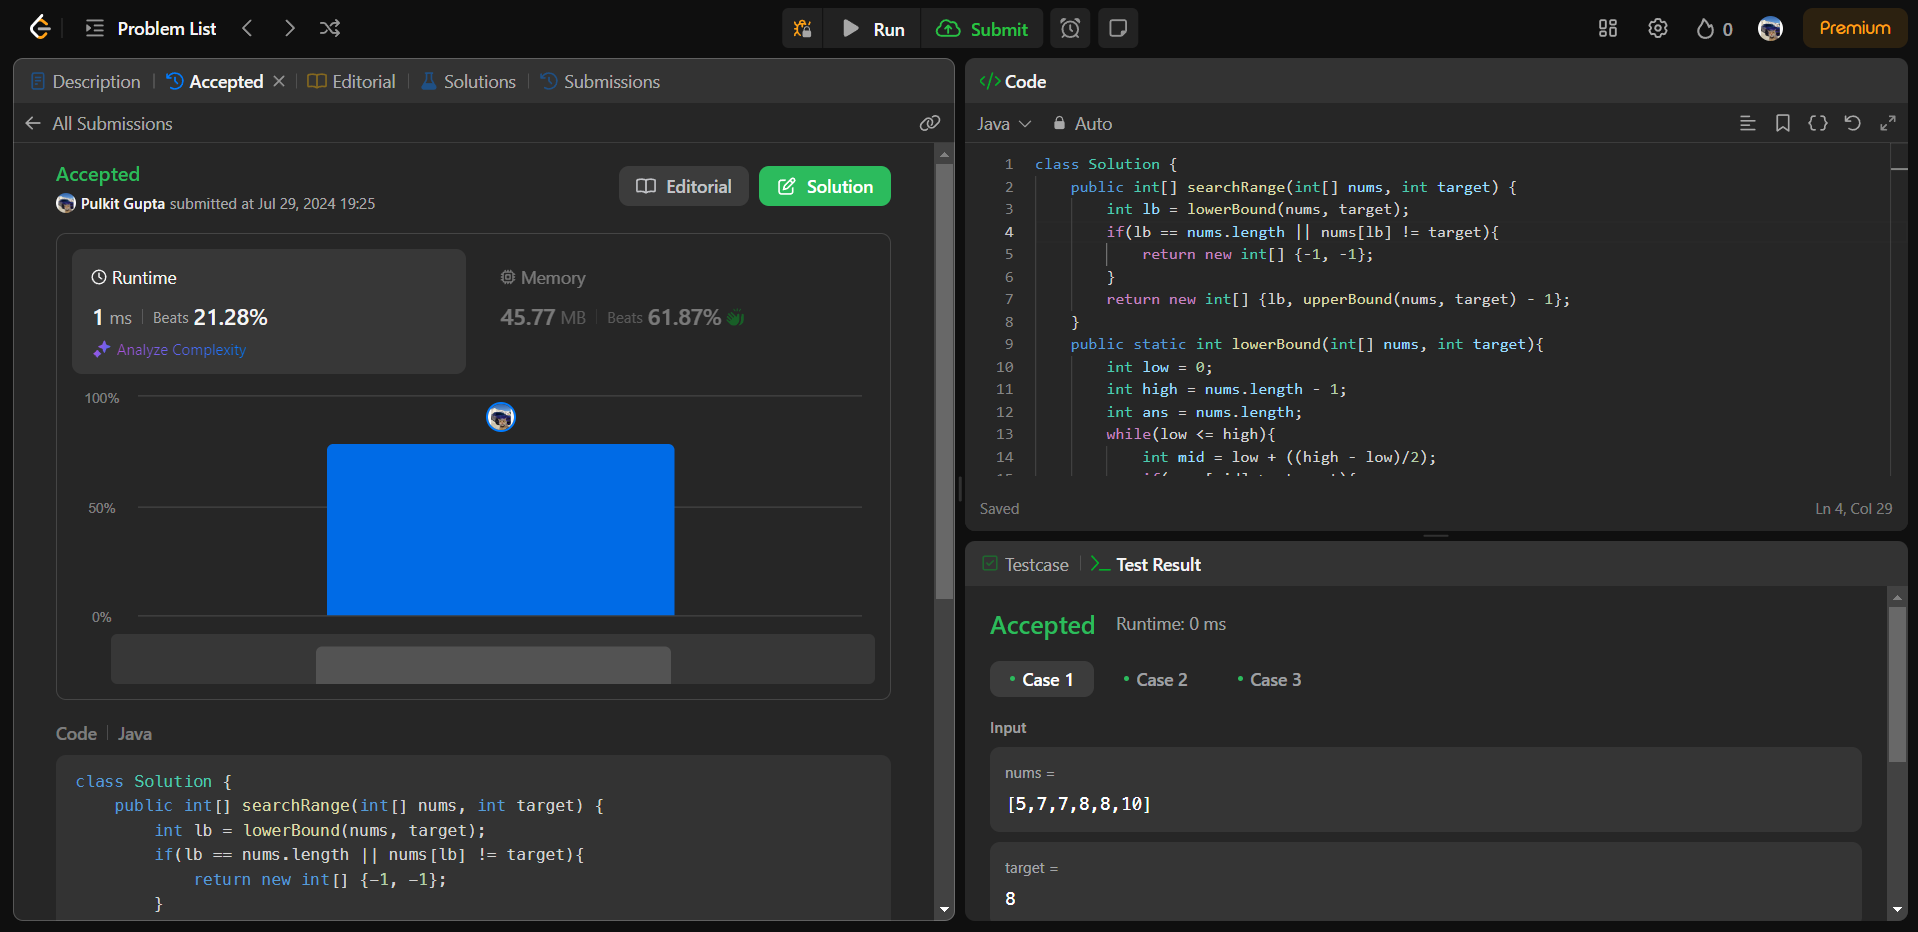 Problem List
Run
Submit
0
Premium
Description
Accepted
Editorial
Solutions
Submissions
All Submissions
Accepted
Pulkit Gupta submitted at Jul 29, 2024 19:25
Editorial
Solution
Runtime
1 ms
Beats 21.28%
Analyze Complexity
Memory
45.77 MB
Beats 61.87%
100%
50%
0%
Code
Java
class Solution {
public int[] searchRange(int[] nums, int target) {
int lb = lowerBound(nums, target);
if(lb == nums.length || nums[lb] != target){
return new int[] {-1, -1};
}
</> Code
Java
Auto
1 class Solution {
2 public int[] searchRange(int[] nums, int target) {
3 int lb = lowerBound(nums, target);
4 if(lb == nums.length || nums[lb] != target){
5 return new int[] {-1, -1};
6 }
7 return new int[] {lb, upperBound(nums, target) - 1};
8 }
9 public static int lowerBound(int[] nums, int target){
10 int low = 0;
11 int high = nums.length - 1;
12 int ans = nums.length;
13 while(low <= high){
14 int mid = low + ((high - low)/2);
Saved
Ln 4, Col 29
Testcase
Test Result
Accepted
Runtime: 0 ms
Case 1
Case 2
Case 3
Input
nums =
[5,7,7,8,8,10]
target =
8